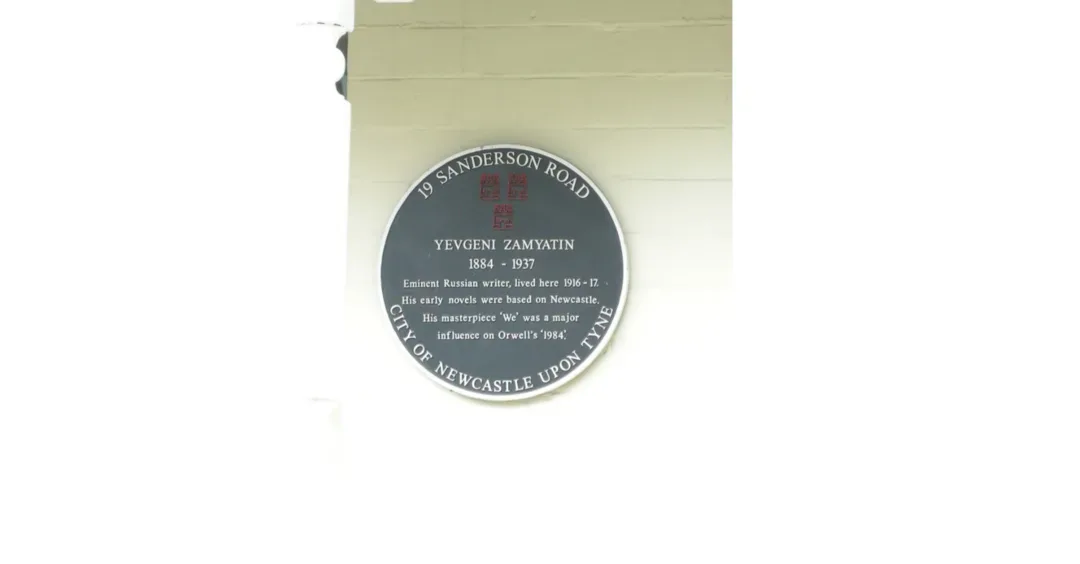 19 SANDERSON ROAD
YEVGENI ZAMYATIN
1884 - 1937
Eminent Russian writer, lived here 1916-17.
His early novels were based on Newcastle.
His masterpiece 'We' was a major
influence on Orwell's '1984'.
CITY OF NEWCASTLE UPON TYNE